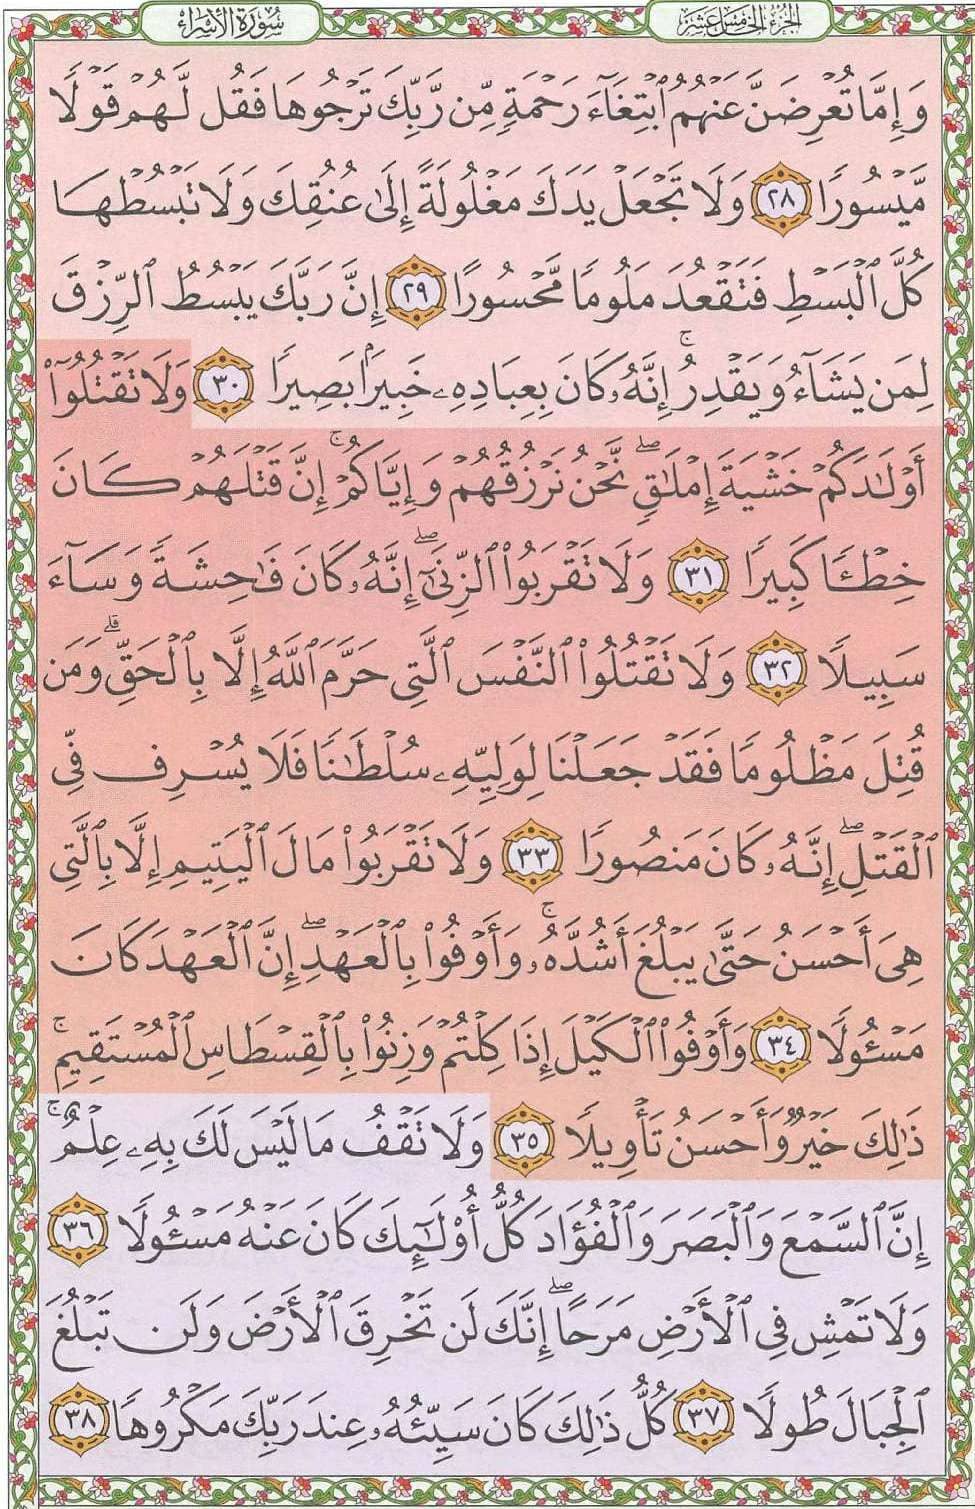 الجزء الخامس عشر
سورة الإسراء
وَإِمَّا تُعْرِضَنَّ عَنْهُمُ ٱبْتِغَآءَ رَحْمَةٍ مِّن رَّبِّكَ تَرْجُوهَا فَقُل لَّهُمْ قَوْلًا
مَّيْسُورًا ٢٨ وَلَا تَجْعَلْ يَدَكَ مَغْلُولَةً إِلَىٰ عُنُقِكَ وَلَا تَبْسُطْهَا
كُلَّ ٱلْبَسْطِ فَتَقْعُدَ مَلُومًا مَّحْسُورًا ٢٩ إِنَّ رَبَّكَ يَبْسُطُ ٱلرِّزْقَ
لِمَن يَشَآءُ وَيَقْدِرُ ۚ إِنَّهُۥ كَانَ بِعِبَادِهِۦ خَبِيرًۢا بَصِيرًا ٣٠ وَلَا تَقْتُلُوٓا۟
أَوْلَـٰدَكُمْ خَشْيَةَ إِمْلَـٰقٍ ۖ نَّحْنُ نَرْزُقُهُمْ وَإِيَّاكُمْ ۚ إِنَّ قَتْلَهُمْ كَانَ
خِطْـًٔا كَبِيرًا ٣١ وَلَا تَقْرَبُوا۟ ٱلزِّنَىٰٓ ۖ إِنَّهُۥ كَانَ فَـٰحِشَةً وَسَآءَ
سَبِيلًا ٣٢ وَلَا تَقْتُلُوا۟ ٱلنَّفْسَ ٱلَّتِى حَرَّمَ ٱللَّهُ إِلَّا بِٱلْحَقِّ ۗ وَمَن
قُتِلَ مَظْلُومًا فَقَدْ جَعَلْنَا لِوَلِيِّهِۦ سُلْطَـٰنًا فَلَا يُسْرِف فِّى
ٱلْقَتْلِ ۖ إِنَّهُۥ كَانَ مَنصُورًا ٣٣ وَلَا تَقْرَبُوا۟ مَالَ ٱلْيَتِيمِ إِلَّا بِٱلَّتِى
هِىَ أَحْسَنُ حَتَّىٰ يَبْلُغَ أَشُدَّهُۥ ۚ وَأَوْفُوا۟ بِٱلْعَهْدِ ۖ إِنَّ ٱلْعَهْدَ كَانَ
مَسْـُٔولًا ٣٤ وَأَوْفُوا۟ ٱلْكَيْلَ إِذَا كِلْتُمْ وَزِنُوا۟ بِٱلْقِسْطَاسِ ٱلْمُسْتَقِيمِ ۚ
ذَٰلِكَ خَيْرٌ وَأَحْسَنُ تَأْوِيلًا ٣٥ وَلَا تَقْفُ مَا لَيْسَ لَكَ بِهِۦ عِلْمٌ ۚ
إِنَّ ٱلسَّمْعَ وَٱلْبَصَرَ وَٱلْفُؤَادَ كُلُّ أُو۟لَـٰٓئِكَ كَانَ عَنْهُ مَسْـُٔولًا ٣٦
وَلَا تَمْشِ فِى ٱلْأَرْضِ مَرَحًا ۖ إِنَّكَ لَن تَخْرِقَ ٱلْأَرْضَ وَلَن تَبْلُغَ
ٱلْجِبَالَ طُولًا ٣٧ كُلُّ ذَٰلِكَ كَانَ سَيِّئُهُۥ عِندَ رَبِّكَ مَكْرُوهًا ٣٨